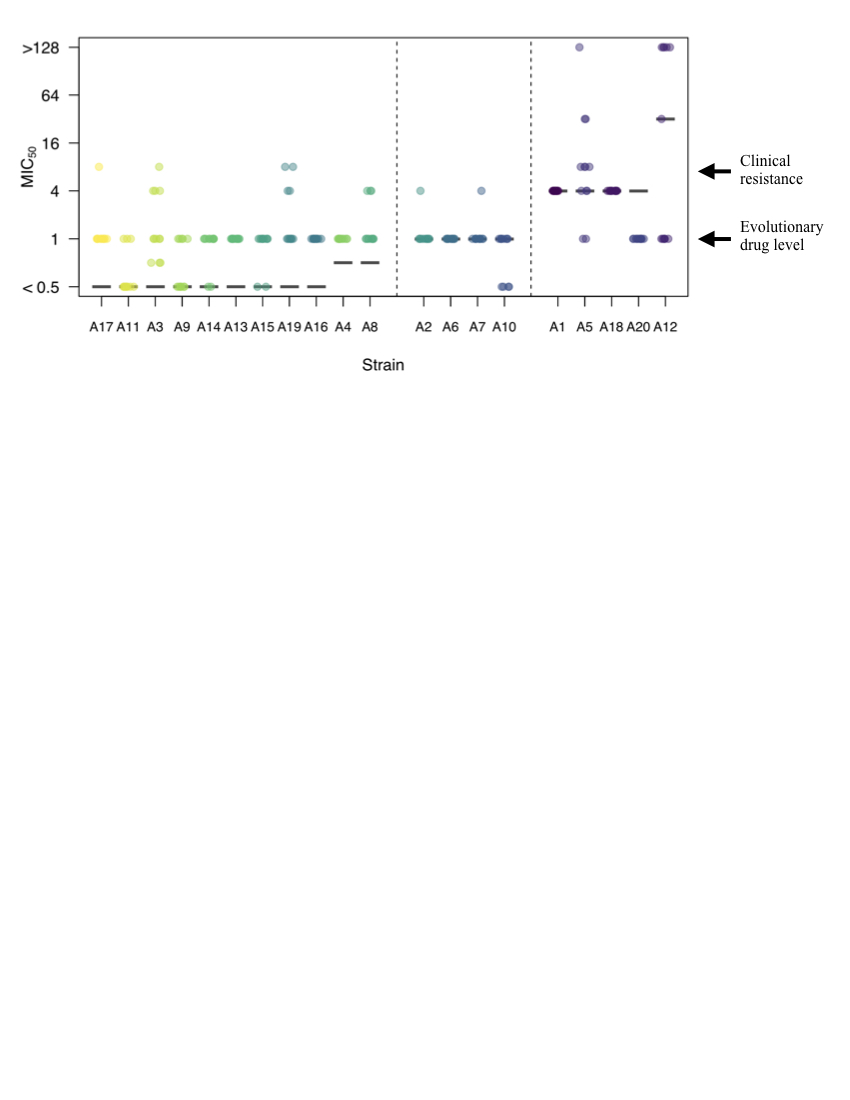 >128
64
16
4
1
< 0.5
MIC50
A17 A11 A3 A9 A14 A13 A15 A19 A16 A4 A8 A2 A6 A7 A10 A1 A5 A18 A20 A12
Strain
Clinical
resistance
Evolutionary
drug level